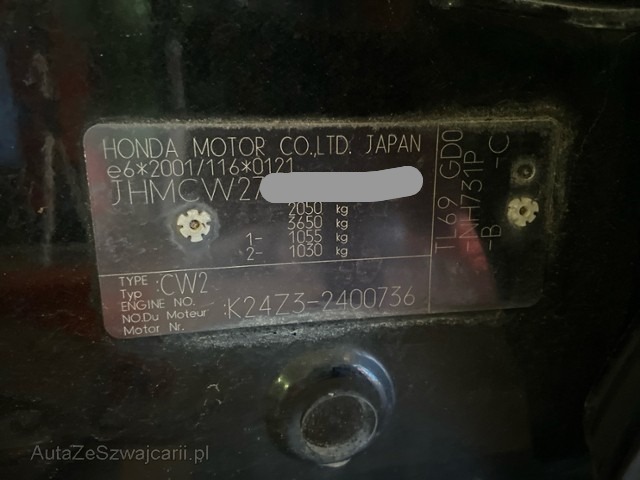 HONDA MOTOR CO.,LTD. JAPAN
e6*2001/116*0121
JHMCW27
2050 kg
3650 kg
1- 1055 kg
2- 1030 kg
TYPE :CW2
Typ
ENGINE NO.
NO.Du Moteur :K24Z3-2400736
Motor Nr.
TL69 GD0
-NH731P -C
-B
AutaZeSzwajcarii.pl